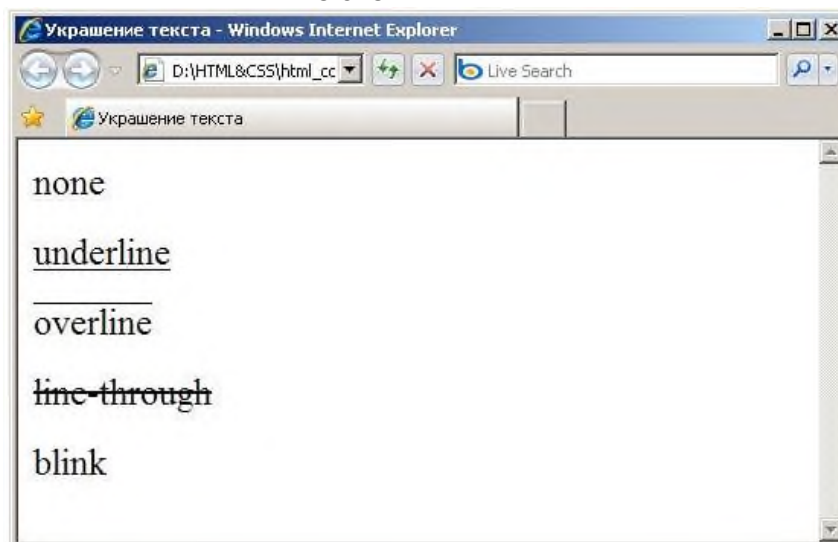 Украшение текста - Windows Internet Explorer
D:\HTML&CSS\html_cc
Live Search
Украшение текста
none
underline
overline
line-through
blink